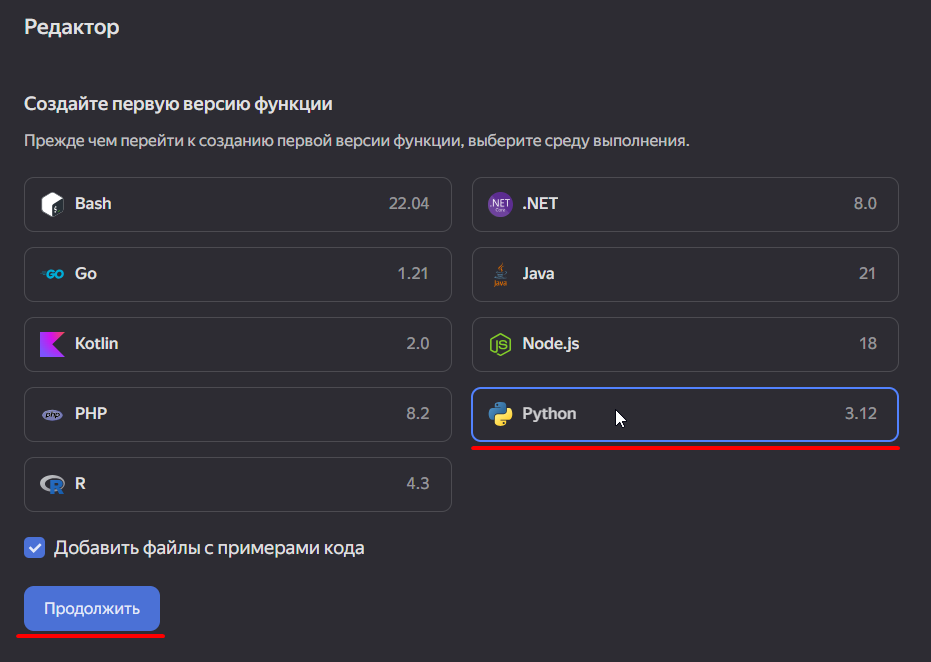 Редактор
Создайте первую версию функции
Прежде чем перейти к созданию первой версии функции, выберите среду выполнения.
Bash 22.04
.NET 8.0
Go 1.21
Java 21
Kotlin 2.0
Node.js 18
PHP 8.2
Python 3.12
R 4.3
Добавить файлы с примерами кода
Продолжить